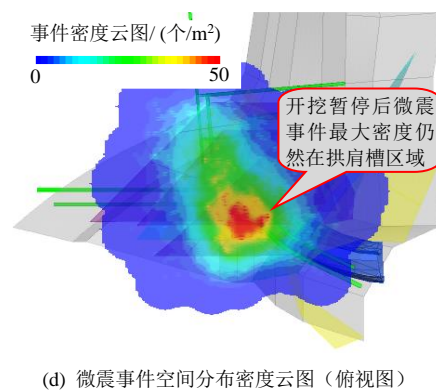 事件密度云图/ (个/m²)
0 50
开挖暂停后微震
事件最大密度仍
然在拱肩槽区域
(d) 微震事件空间分布密度云图（俯视图）